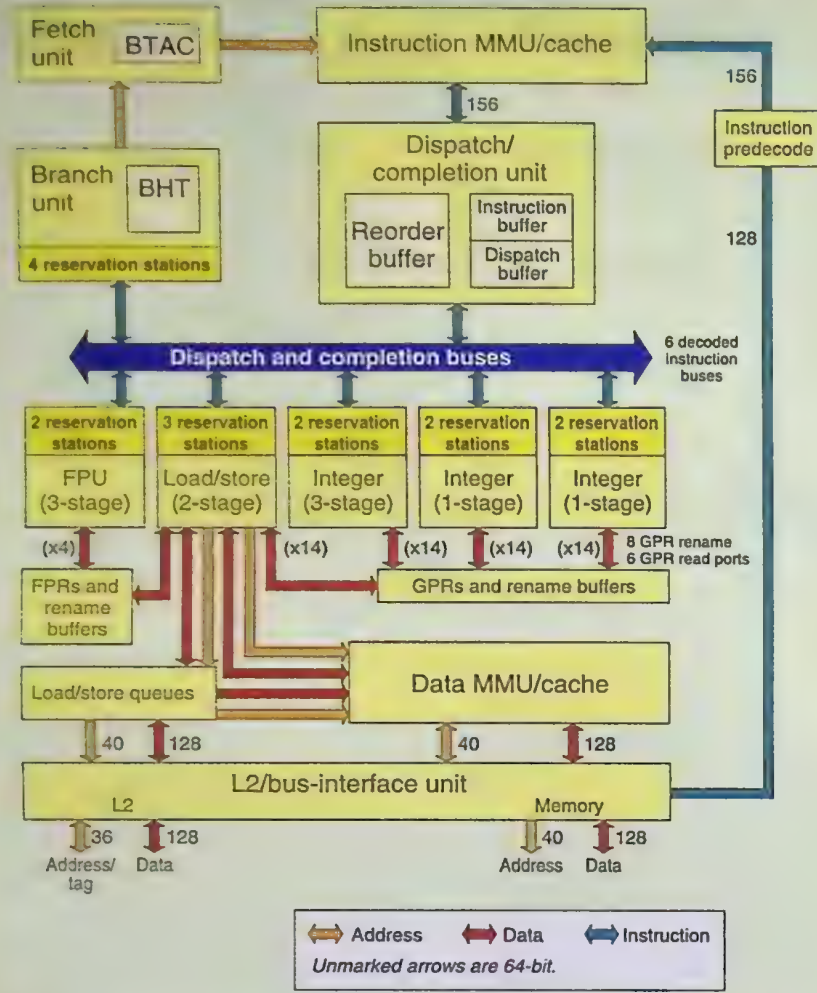 Fetch unit
BTAC
Instruction MMU/cache
156
156
Instruction
predecode
128
Branch
unit
BHT
4 reservation stations
Dispatch/
completion unit
Reorder
buffer
Instruction
buffer
Dispatch
buffer
Dispatch and completion buses
6 decoded
instruction
buses
2 reservation
stations
FPU
(3-stage)
3 reservation
stations
Load/store
(2-stage)
2 reservation
stations
Integer
(3-stage)
2 reservation
stations
Integer
(1-stage)
2 reservation
stations
Integer
(1-stage)
(x4)
(x14)
(x14)
(x14)
(x14)
8 GPR rename
6 GPR read ports
FPRs and
rename
buffers
GPRs and rename buffers
Load/store queues
Data MMU/cache
40
128
40
128
L2/bus-interface unit
L2
Memory
36
128
40
128
Address/
tag
Data
Address
Data
Address
Data
Instruction
Unmarked arrows are 64-bit.